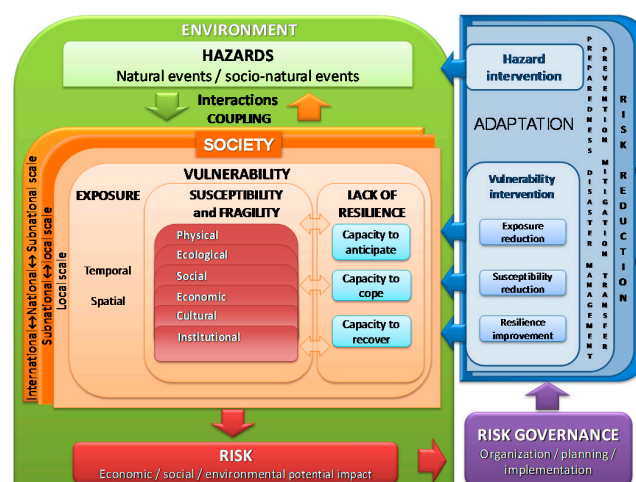 ENVIRONMENT
HAZARDS
Natural events / socio-natural events
Interactions
COUPLING
SOCIETY
VULNERABILITY
EXPOSURE
Temporal
Spatial
SUSCEPTIBILITY
and FRAGILITY
Physical
Ecological
Social
Economic
Cultural
Institutional
LACK OF
RESILIENCE
Capacity to
anticipate
Capacity to
cope
Capacity to
recover
International↔National↔Subnational scale
Subnational↔local scale
Local scale
RISK
Economic / social / environmental potential impact
Hazard
intervention
ADAPTATION
Vulnerability
intervention
Exposure
reduction
Susceptibility
reduction
Resilience
improvement
PREPAREDNESS DISASTER MANAGEMENT
PREVENTION MITIGATION TRANSFER
RISK REDUCTION
RISK GOVERNANCE
Organization / planning /
implementation